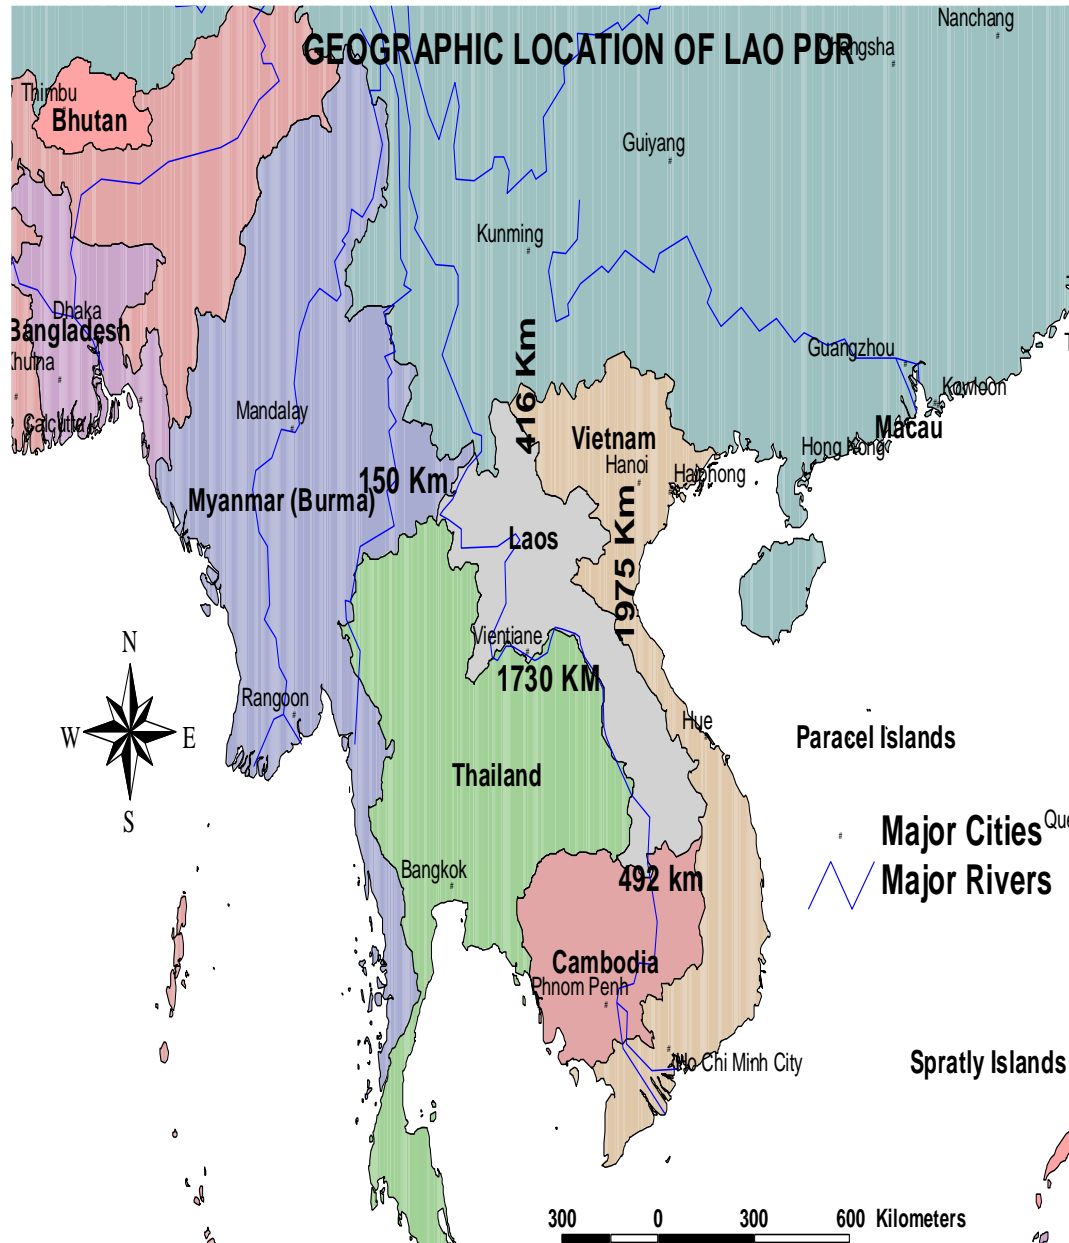 Nanchang
GEOGRAPHIC LOCATION OF LAO PDR
Changsha
Thimbu
Bhutan
Guiyang
Kunming
Dhaka
Bangladesh
Khulna
Guangzhou
Kowloon
Mandalay
Calcutta
416 Km
Vietnam
Macau
Hong Kong
Hanoi
Haiphong
150 Km
Myanmar (Burma)
Laos
1975 Km
N
Vientiane
1730 KM
Rangoon
W
E
Hue
Paracel Islands
Thailand
S
Major Cities
Que
Bangkok
492 km
Major Rivers
Cambodia
Phnom Penh
Ho Chi Minh City
Spratly Islands
300 0 300 600 Kilometers